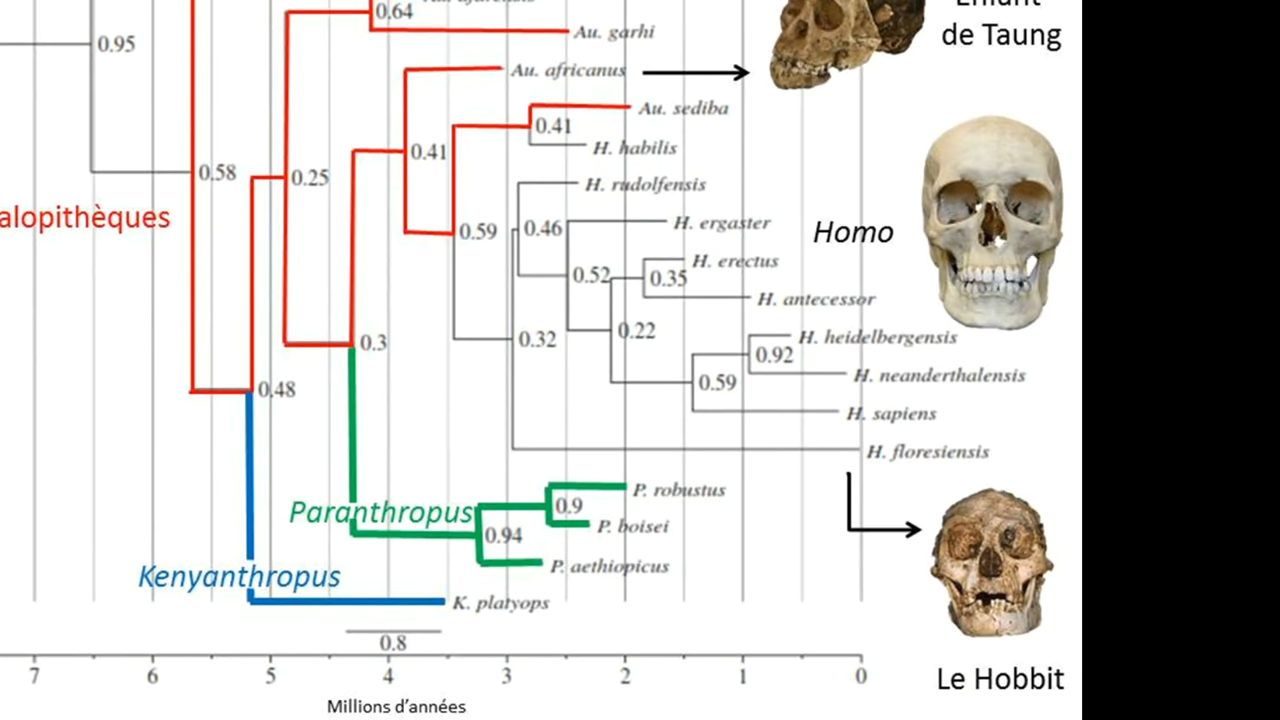 Enfant
de Taung
0.64
Au. garhi
0.95
Au. africanus
Au. sediba
0.41
H. habilis
0.41
0.58
0.25
H. rudolfensis
alopithèques
H. ergaster
0.46
0.59
Homo
H. erectus
0.52
0.35
H. antecessor
0.22
H. heidelbergensis
0.3
0.32
0.92
H. neanderthalensis
0.59
0.48
H. sapiens
H. floresiensis
P. robustus
0.9
Paranthropus
P. boisei
0.94
P. aethiopicus
Kenyanthropus
K. platyops
0.8
7 6 5 4 3 2 1 0
Le Hobbit
Millions d’années